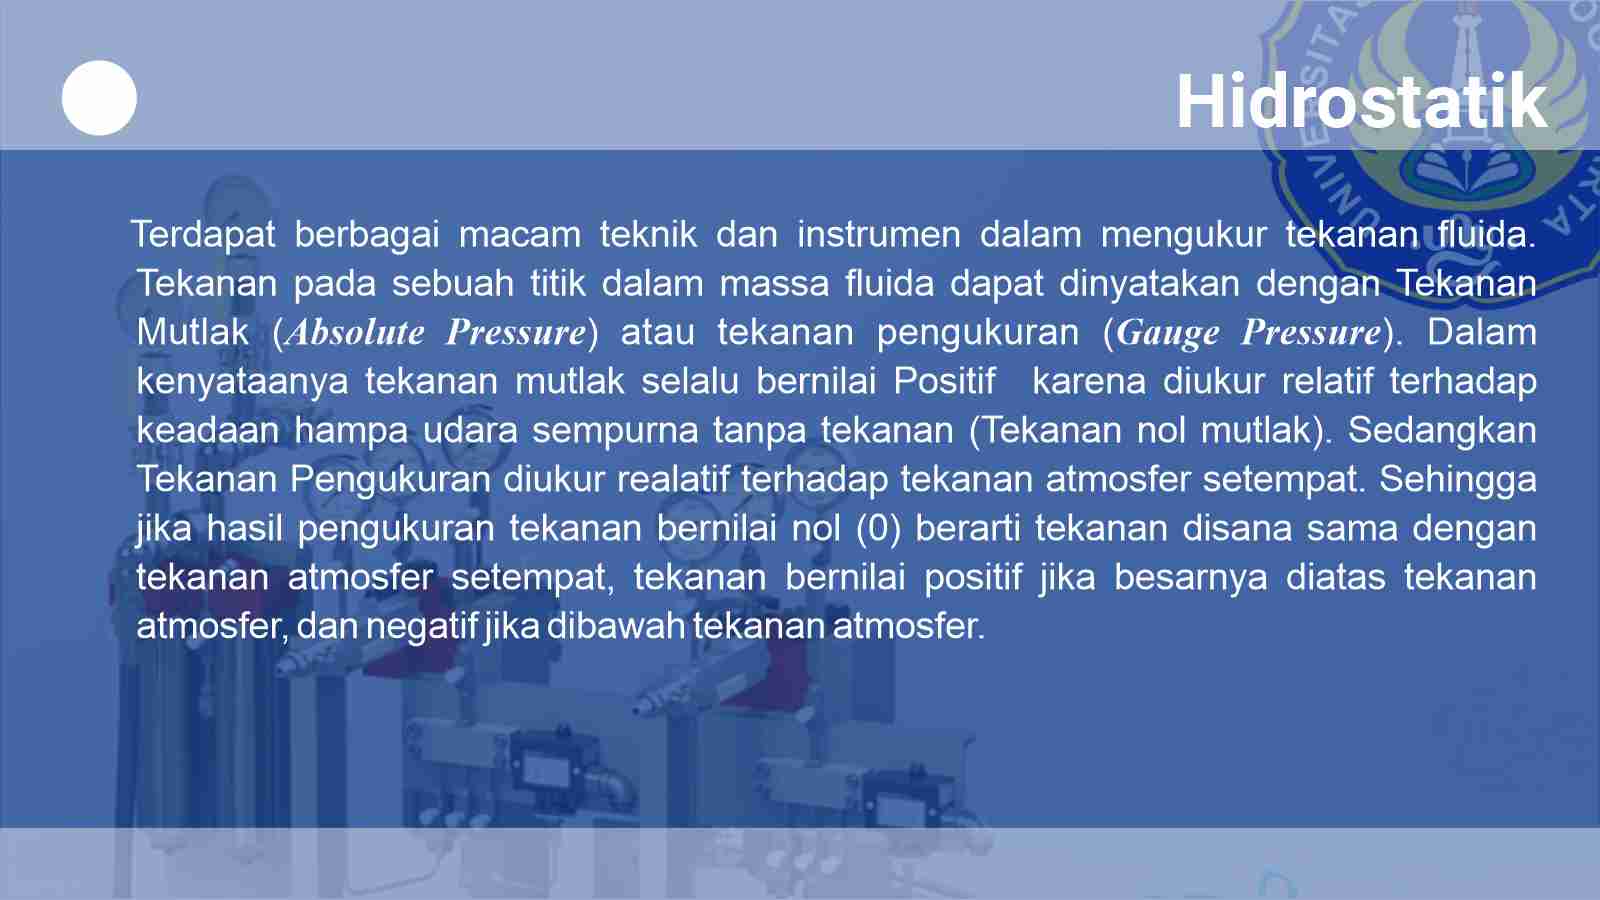 Hidrostatik
Terdapat berbagai macam teknik dan instrumen dalam mengukur tekanan fluida.
Tekanan pada sebuah titik dalam massa fluida dapat dinyatakan dengan Tekanan
Mutlak (Absolute Pressure) atau tekanan pengukuran (Gauge Pressure). Dalam
kenyataanya tekanan mutlak selalu bernilai Positif karena diukur relatif terhadap
keadaan hampa udara sempurna tanpa tekanan (Tekanan nol mutlak). Sedangkan
Tekanan Pengukuran diukur realatif terhadap tekanan atmosfer setempat. Sehingga
jika hasil pengukuran tekanan bernilai nol (0) berarti tekanan disana sama dengan
tekanan atmosfer setempat, tekanan bernilai positif jika besarnya diatas tekanan
atmosfer, dan negatif jika dibawah tekanan atmosfer.
UNIVERSITAS